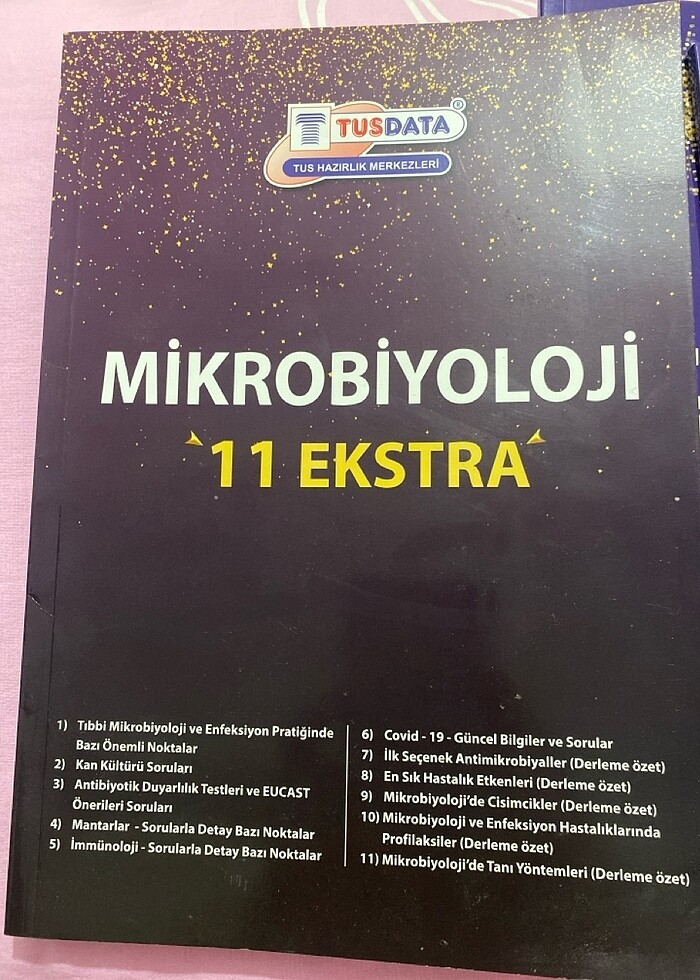 TUSDATA®
TUS HAZIRLIK MERKEZLERİ
MİKROBİYOLOJİ
11 EKSTRA
1) Tıbbi Mikrobiyoloji ve Enfeksiyon Pratiğinde
Bazı Önemli Noktalar
2) Kan Kültürü Soruları
3) Antibiyotik Duyarlılık Testleri ve EUCAST
Önerileri Soruları
4) Mantarlar - Sorularla Detay Bazı Noktalar
5) İmmünoloji - Sorularla Detay Bazı Noktalar
6) Covid - 19 - Güncel Bilgiler ve Sorular
7) İlk Seçenek Antimikrobiyaller (Derleme özet)
8) En Sık Hastalık Etkenleri (Derleme özet)
9) Mikrobiyoloji’de Cisimcikler (Derleme özet)
10) Mikrobiyoloji ve Enfeksiyon Hastalıklarında
Profilaksiler (Derleme özet)
11) Mikrobiyoloji’de Tanı Yöntemleri (Derleme özet)